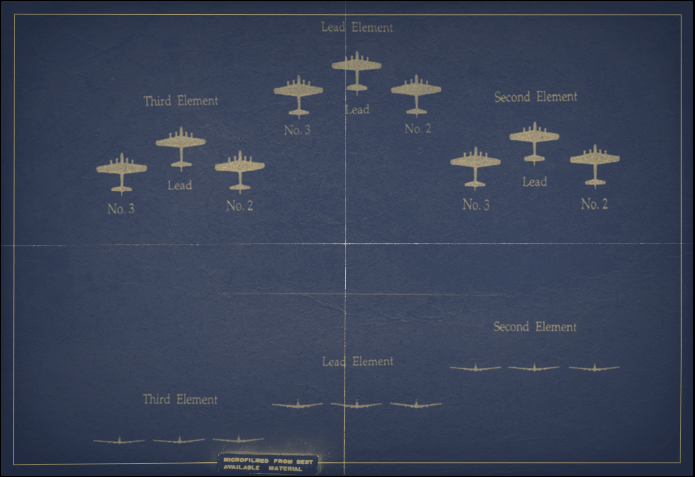 Lead Element
Third Element
Second Element
Lead
No. 3
No. 2
Lead
Lead
No. 3
No. 2
No. 3
No. 2
Second Element
Lead Element
Third Element
MICROFILMED FROM BEST
AVAILABLE MATERIAL